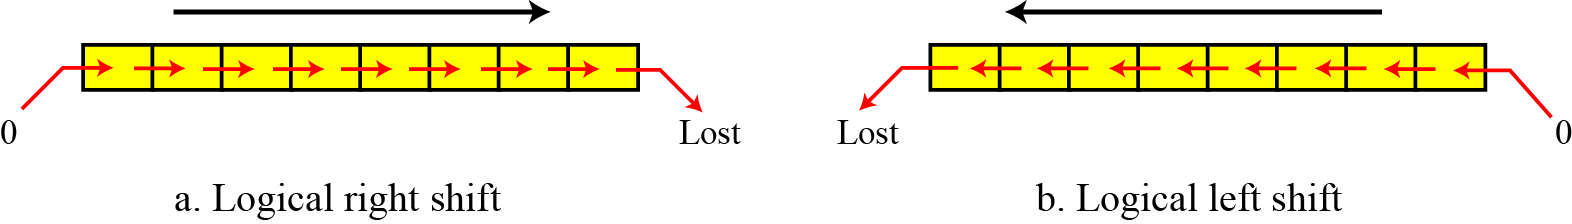 0
Lost
Lost
0
a. Logical right shift
b. Logical left shift